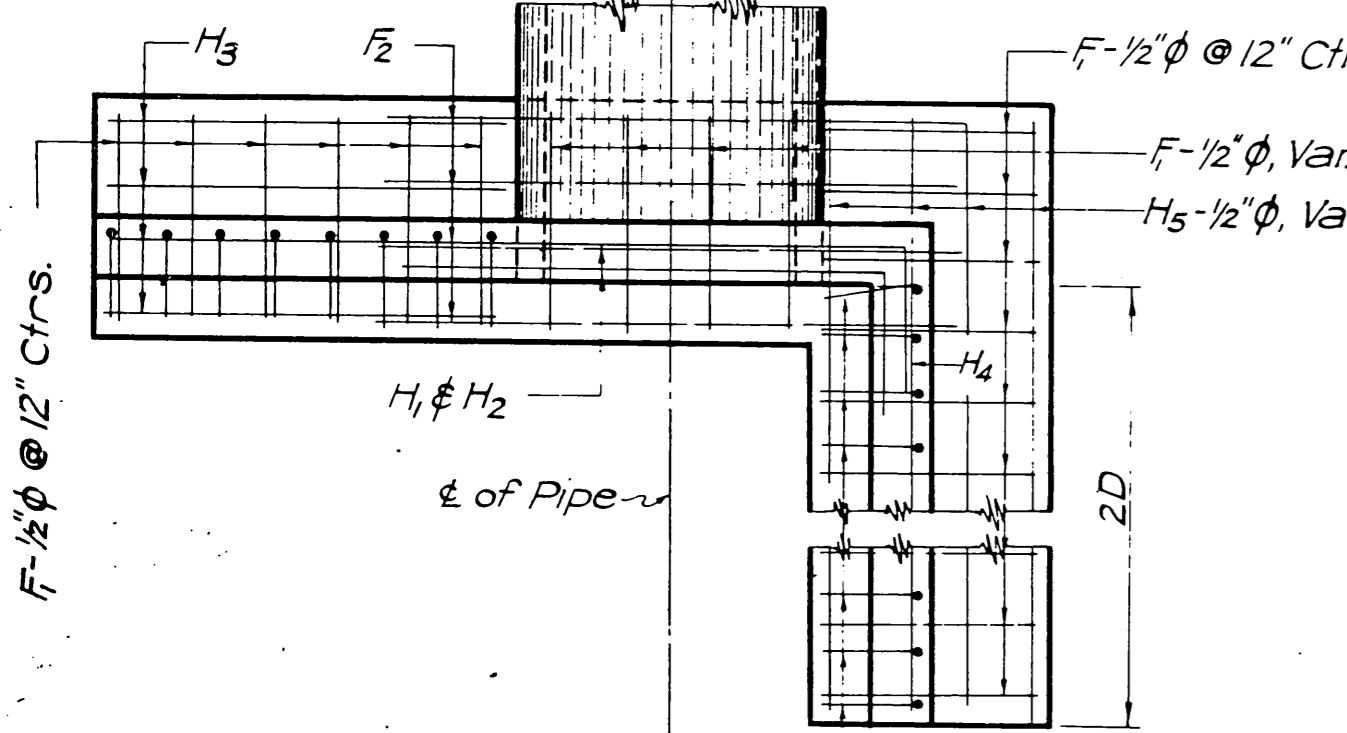 H₃
F₂
F₁-½"ϕ @ 12" Ctr
F₁-½"ϕ, Var.
H₅-½"ϕ, Va
F₁-½"ϕ @ 12" Ctrs.
H₄
H₁ & H₂
℄ of Pipe
2D